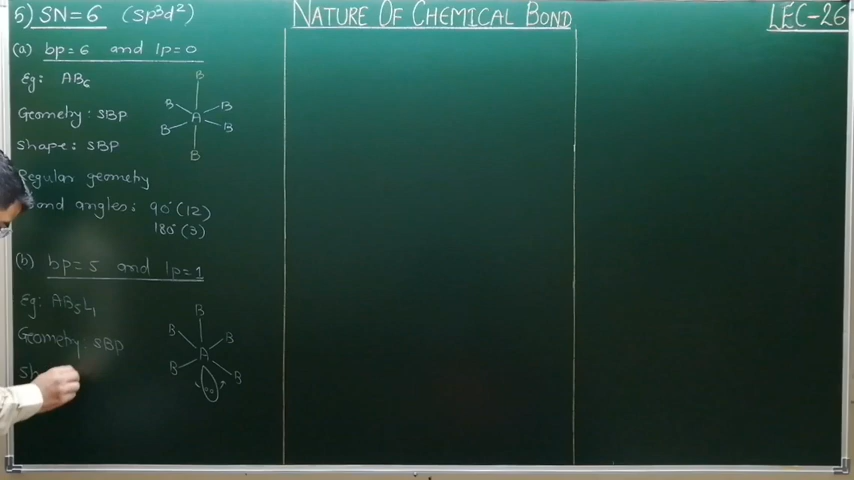 NATURE OF CHEMICAL BOND
LEC-26
5) SN=6 (sp³d²)
(a) bp=6 and lp=0
Eg: AB₆
Geometry: SBP
Shape: SBP
Regular geometry
angles: 90°(12)
180°(3)
B
B B
A
B B
B
(b) bp=5 and lp=1
Eg: AB₅L₁
Geometry: SBP
Sh
B
B B
A
B B